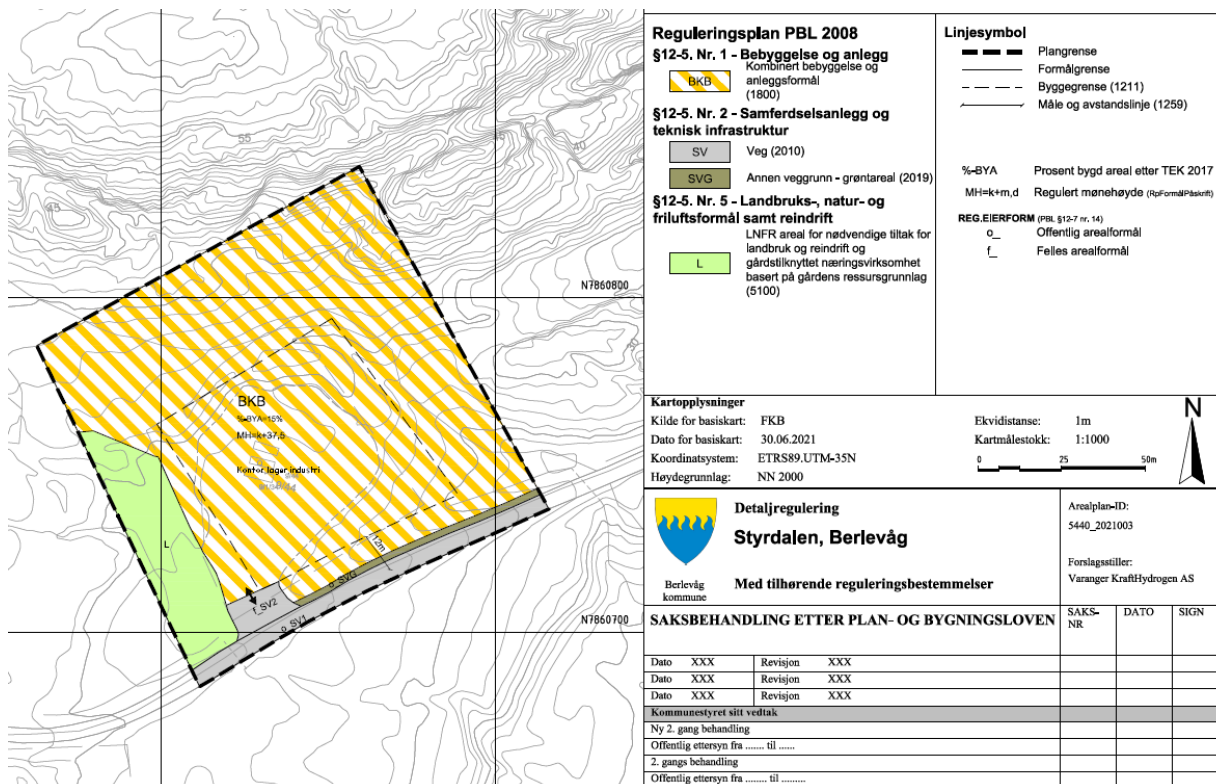 55
45
40
45
40
N7860800
BKB
%-BYA=15%
MH=k+37,5
Kontor lager industri
L
12m
o_SVG
f_SV2
o_SV1
N7860700
Reguleringsplan PBL 2008
§12-5. Nr. 1 - Bebyggelse og anlegg
BKB
Kombinert bebyggelse og
anleggsformål
(1800)
§12-5. Nr. 2 - Samferdselsanlegg og
teknisk infrastruktur
SV
Veg (2010)
SVG
Annen veggrunn - grøntareal (2019)
§12-5. Nr. 5 - Landbruks-, natur- og
friluftsformål samt reindrift
L
LNFR areal for nødvendige tiltak for
landbruk og reindrift og
gårdstilknyttet næringsvirksomhet
basert på gårdens ressursgrunnlag
(5100)
Linjesymbol
Plangrense
Formålgrense
Byggegrense (1211)
Måle og avstandslinje (1259)
%-BYA Prosent bygd areal etter TEK 2017
MH=k+m,d Regulert mønehøyde (RpFormålPåskrift)
REG.EIERFORM (PBL §12-7 nr. 14)
o_ Offentlig arealformål
f_ Felles arealformål
Kartopplysninger
Kilde for basiskart: FKB
Dato for basiskart: 30.06.2021
Koordinatsystem: ETRS89.UTM-35N
Høydegrunnlag: NN 2000
Ekvidistanse: 1m
Kartmålestokk: 1:1000
0 25 50m
N
Berlevåg
kommune
Detaljregulering
Styrdalen, Berlevåg
Med tilhørende reguleringsbestemmelser
Arealplan-ID:
5440_2021003
Forslagsstiller:
Varanger KraftHydrogen AS
SAKSBEHANDLING ETTER PLAN- OG BYGNINGSLOVEN
SAKS-
NR
DATO
SIGN
Dato XXX Revisjon XXX
Dato XXX Revisjon XXX
Dato XXX Revisjon XXX
Kommunestyret sitt vedtak
Ny 2. gang behandling
Offentlig ettersyn fra ....... til ......
2. gangs behandling
Offentlig ettersyn fra ........ til .........